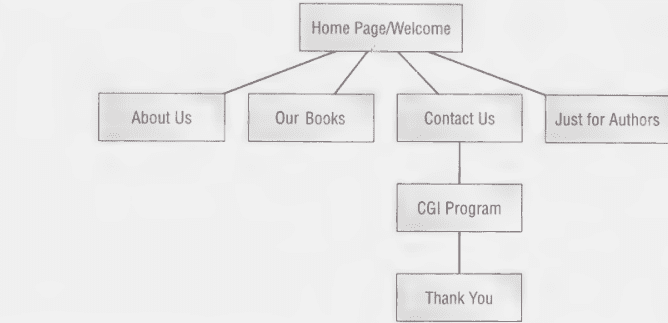 Home Page/Welcome
About Us
Our Books
Contact Us
Just for Authors
CGI Program
Thank You